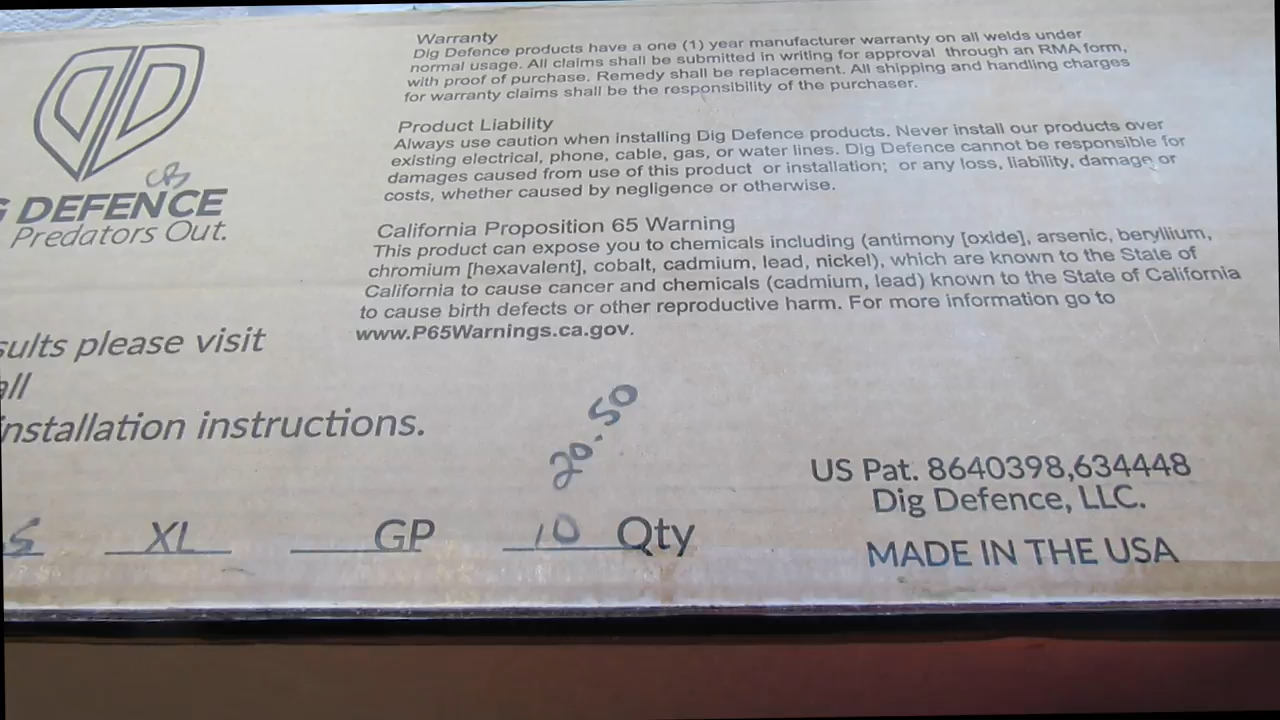 Warranty
Dig Defence products have a one (1) year manufacturer warranty on all welds under
normal usage. All claims shall be submitted in writing for approval through an RMA form,
with proof of purchase. Remedy shall be replacement. All shipping and handling charges
for warranty claims shall be the responsibility of the purchaser.
Product Liability
Always use caution when installing Dig Defence products. Never install our products over
existing electrical, phone, cable, gas, or water lines. Dig Defence cannot be responsible for
damages caused from use of this product or installation; or any loss, liability, damage or
costs, whether caused by negligence or otherwise.
California Proposition 65 Warning
This product can expose you to chemicals including (antimony [oxide], arsenic, beryllium,
chromium [hexavalent], cobalt, cadmium, lead, nickel), which are known to the State of
California to cause cancer and chemicals (cadmium, lead) known to the State of California
to cause birth defects or other reproductive harm. For more information go to
www.P65Warnings.ca.gov.
DEFENCE
Predators Out.
please visit
installation instructions.
20.50
XL GP 10 Qty
US Pat. 8640398,634448
Dig Defence, LLC.
MADE IN THE USA